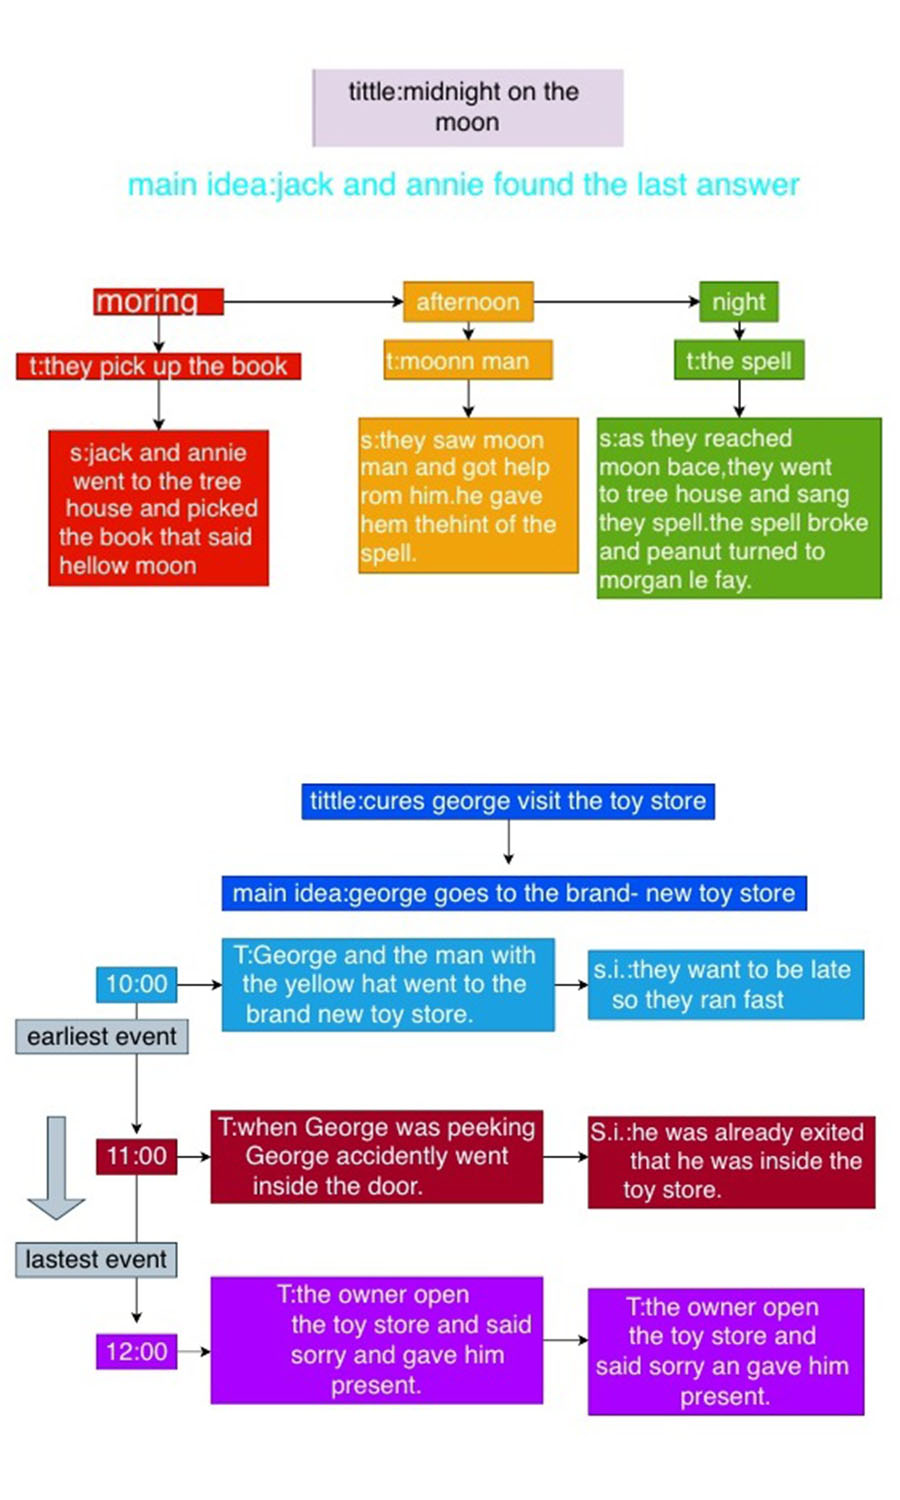 tittle:midnight on the
moon
main idea:jack and annie found the last answer
moring
afternoon
night
t:they pick up the book
t:moonn man
t:the spell
s:jack and annie
went to the tree
house and picked
the book that said
hellow moon
s:they saw moon
man and got help
rom him.he gave
hem thehint of the
spell.
s:as they reached
moon bace,they went
to tree house and sang
they spell.the spell broke
and peanut turned to
morgan le fay.
tittle:cures george visit the toy store
main idea:george goes to the brand- new toy store
10:00
T:George and the man with
the yellow hat went to the
brand new toy store.
s.i.:they want to be late
so they ran fast
earliest event
11:00
T:when George was peeking
George accidently went
inside the door.
S.i.:he was already exited
that he was inside the
toy store.
lastest event
12:00
T:the owner open
the toy store and said
sorry and gave him
present.
T:the owner open
the toy store and
said sorry an gave him
present.